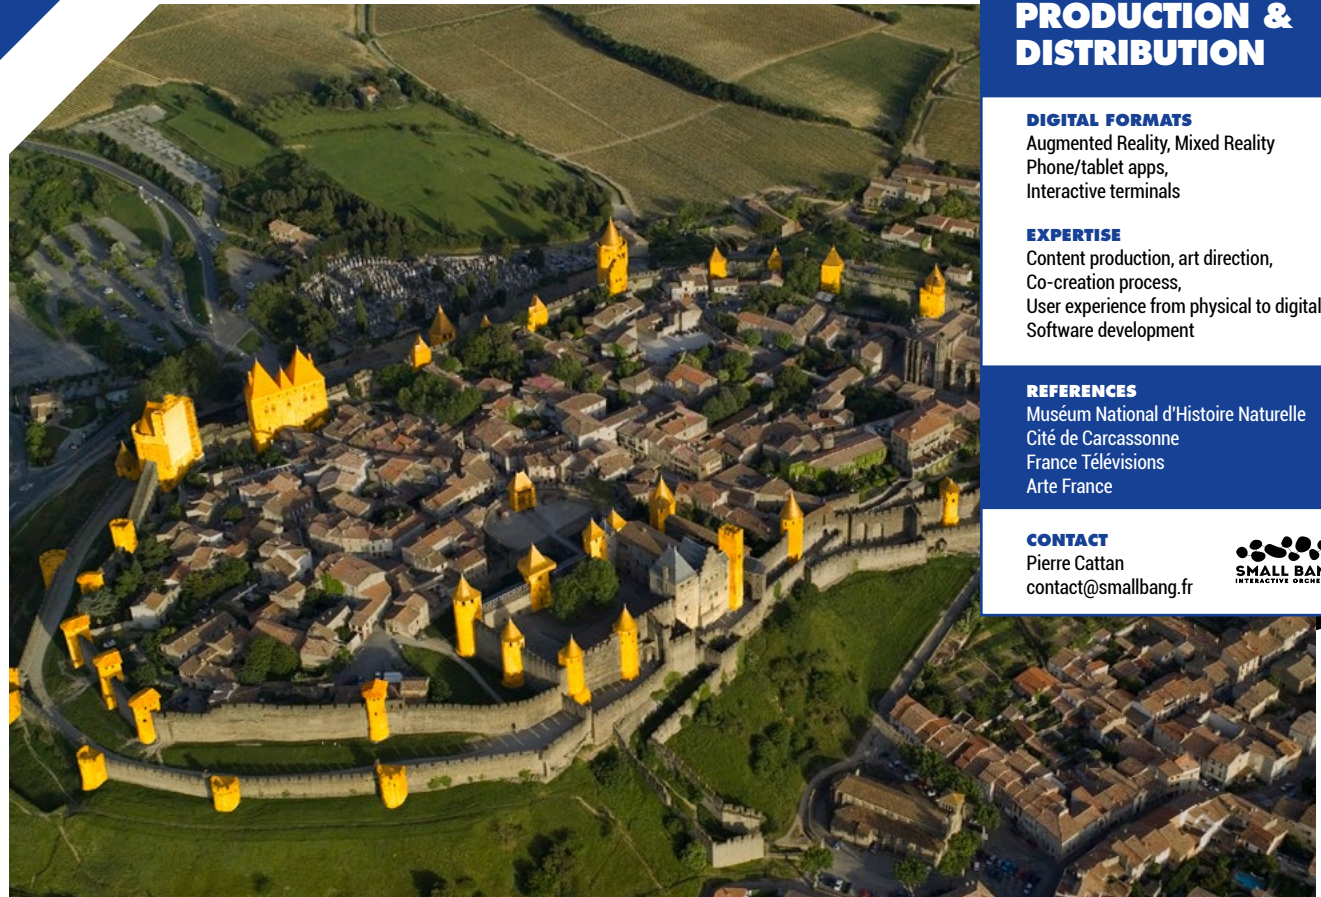 PRODUCTION &
DISTRIBUTION
DIGITAL FORMATS
Augmented Reality, Mixed Reality
Phone/tablet apps,
Interactive terminals
EXPERTISE
Content production, art direction,
Co-creation process,
User experience from physical to digital
Software development
REFERENCES
Muséum National d'Histoire Naturelle
Cité de Carcassonne
France Télévisions
Arte France
CONTACT
Pierre Cattan
contact@smallbang.fr
SMALL
INTERACTIVE